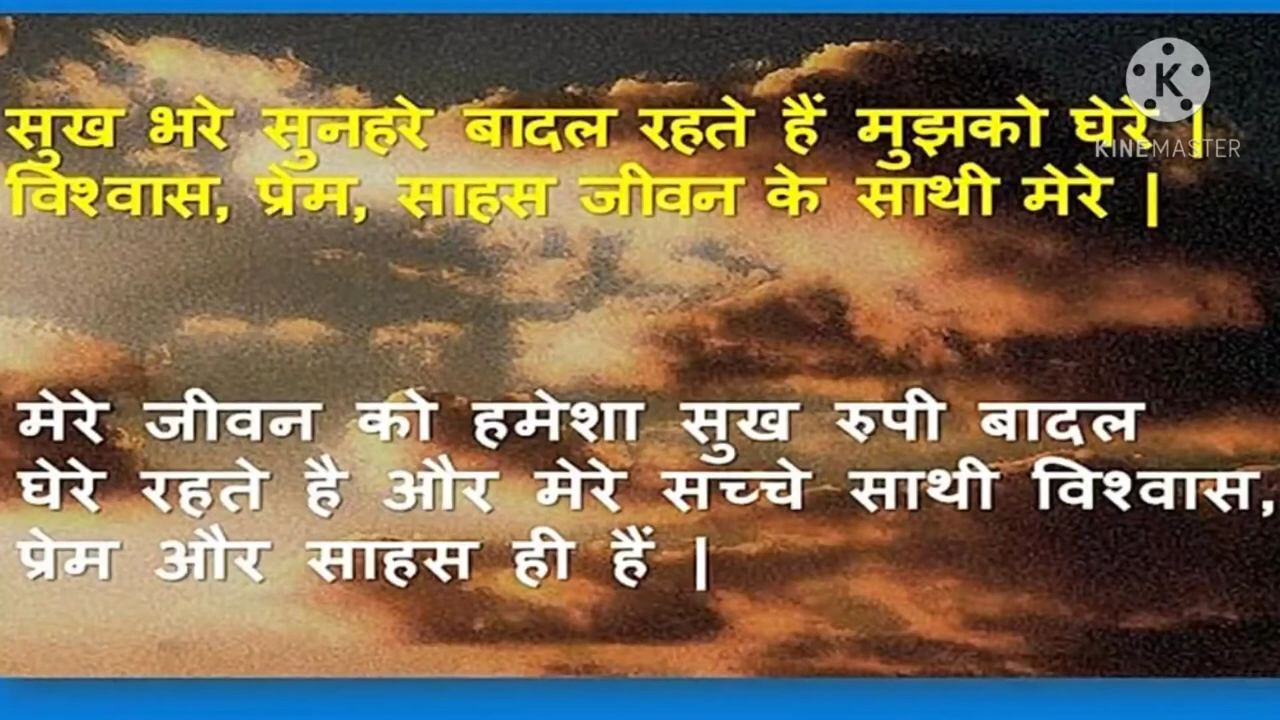 सुख भरे सुनहरे बादल रहते हैं मुझको घेरे |
विश्वास, प्रेम, साहस जीवन के साथी मेरे |
मेरे जीवन को हमेशा सुख रुपी बादल
घेरे रहते है और मेरे सच्चे साथी विश्वास,
प्रेम और साहस ही हैं |
K
KINEMASTER